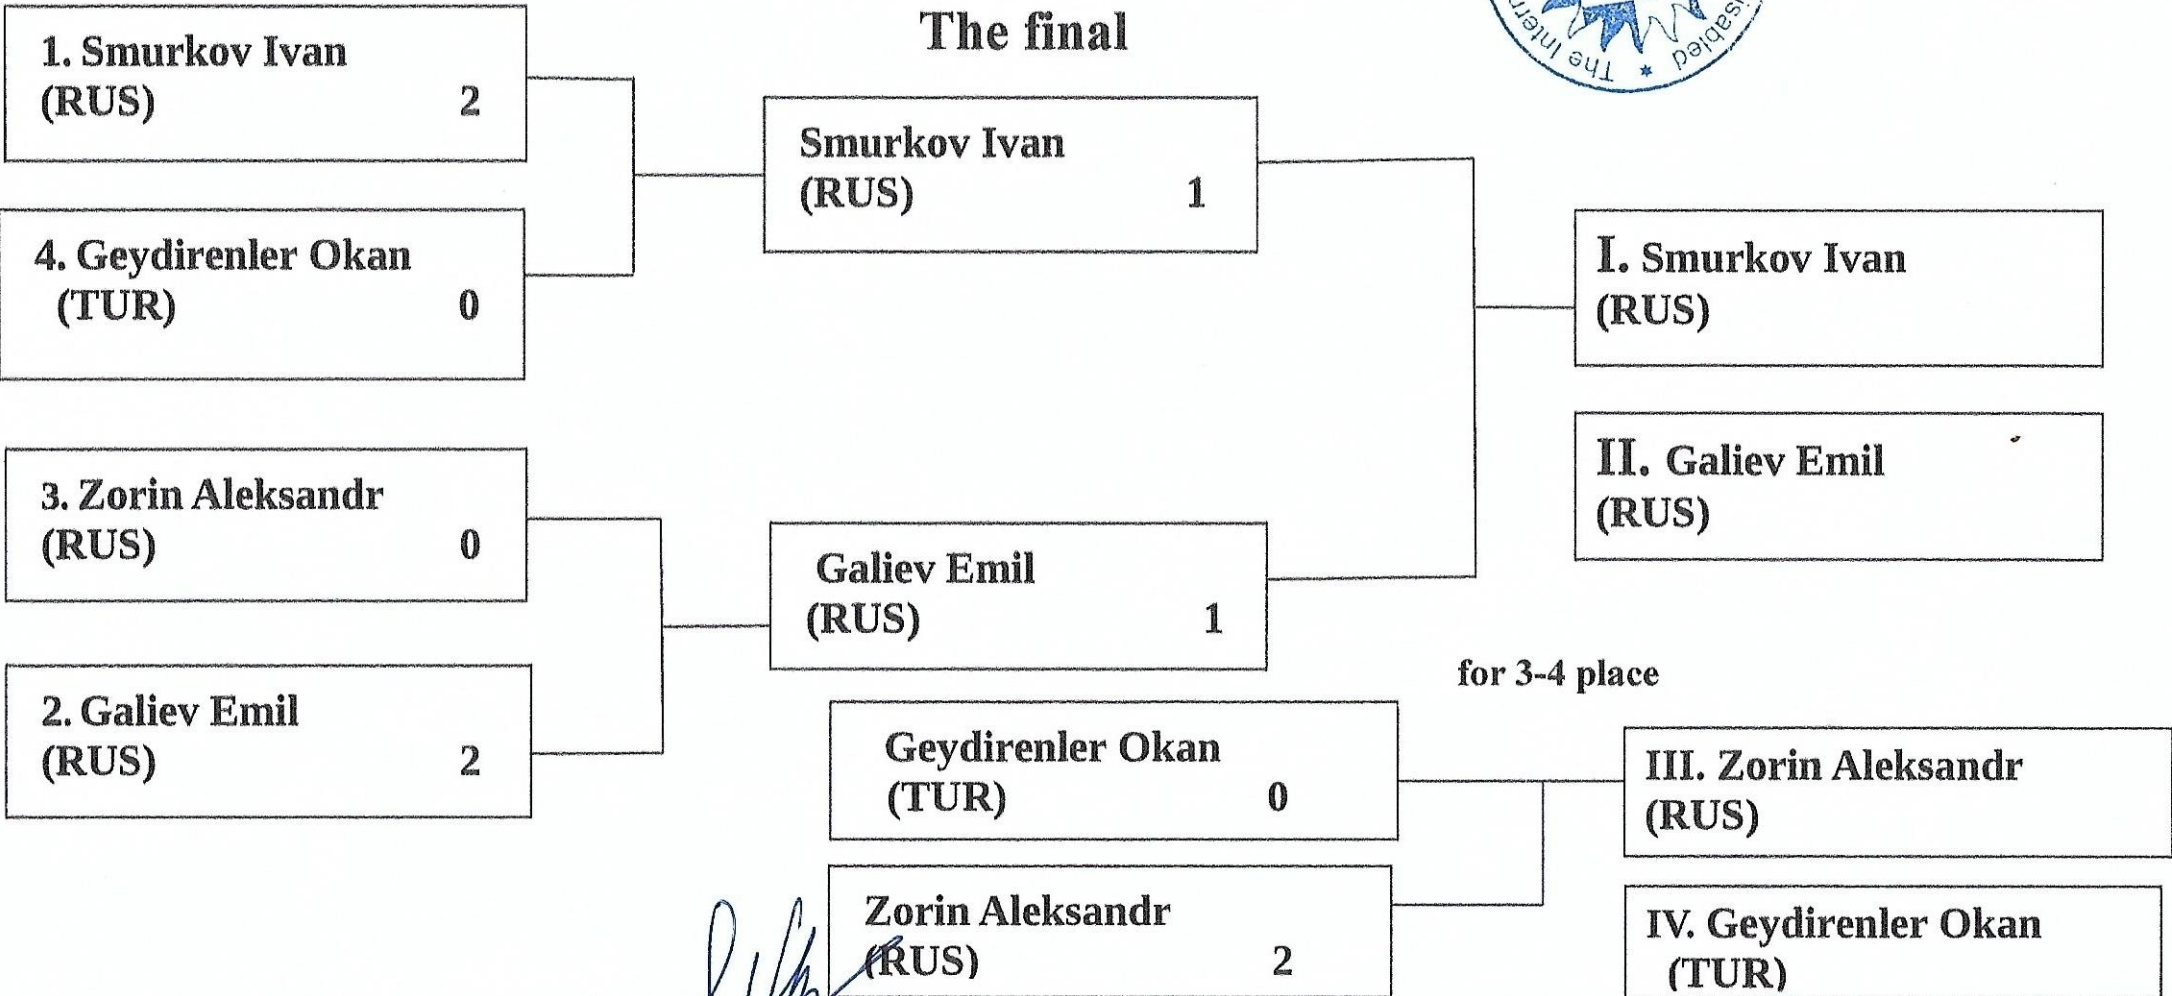 The final
The Intern
isabled
1. Smurkov Ivan
(RUS) 2
4. Geydirenler Okan
(TUR) 0
Smurkov Ivan
(RUS) 1
I. Smurkov Ivan
(RUS)
II. Galiev Emil
(RUS)
3. Zorin Aleksandr
(RUS) 0
2. Galiev Emil
(RUS) 2
Galiev Emil
(RUS) 1
for 3-4 place
Geydirenler Okan
(TUR) 0
Zorin Aleksandr
(RUS) 2
III. Zorin Aleksandr
(RUS)
IV. Geydirenler Okan
(TUR)